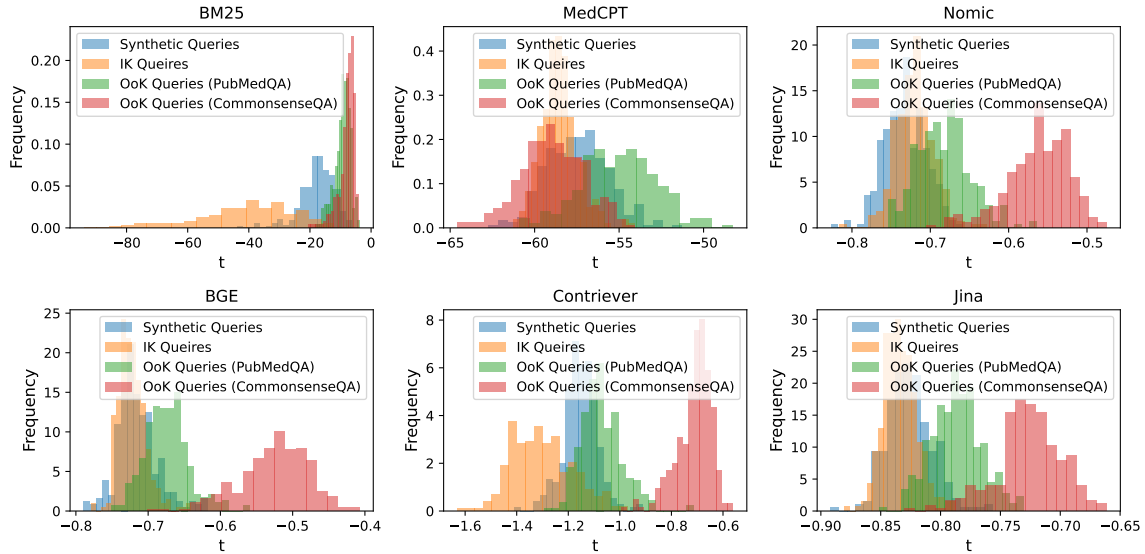 BM25
Frequency
0.20
0.15
0.10
0.05
0.00
−80
−60
−40
−20
0
t
Synthetic Queries
IK Queires
OoK Queries (PubMedQA)
OoK Queries (CommonsenseQA)
MedCPT
Frequency
0.4
0.3
0.2
0.1
0.0
−65
−60
−55
−50
t
Synthetic Queries
IK Queires
OoK Queries (PubMedQA)
OoK Queries (CommonsenseQA)
Nomic
Frequency
20
15
10
5
0
−0.8
−0.7
−0.6
−0.5
t
Synthetic Queries
IK Queires
OoK Queries (PubMedQA)
OoK Queries (CommonsenseQA)
BGE
Frequency
25
20
15
10
5
0
−0.8
−0.7
−0.6
−0.5
−0.4
t
Synthetic Queries
IK Queires
OoK Queries (PubMedQA)
OoK Queries (CommonsenseQA)
Contriever
Frequency
8
6
4
2
0
−1.6
−1.4
−1.2
−1.0
−0.8
−0.6
t
Synthetic Queries
IK Queires
OoK Queries (PubMedQA)
OoK Queries (CommonsenseQA)
Jina
Frequency
30
25
20
15
10
5
0
−0.90
−0.85
−0.80
−0.75
−0.70
−0.65
t
Synthetic Queries
IK Queires
OoK Queries (PubMedQA)
OoK Queries (CommonsenseQA)